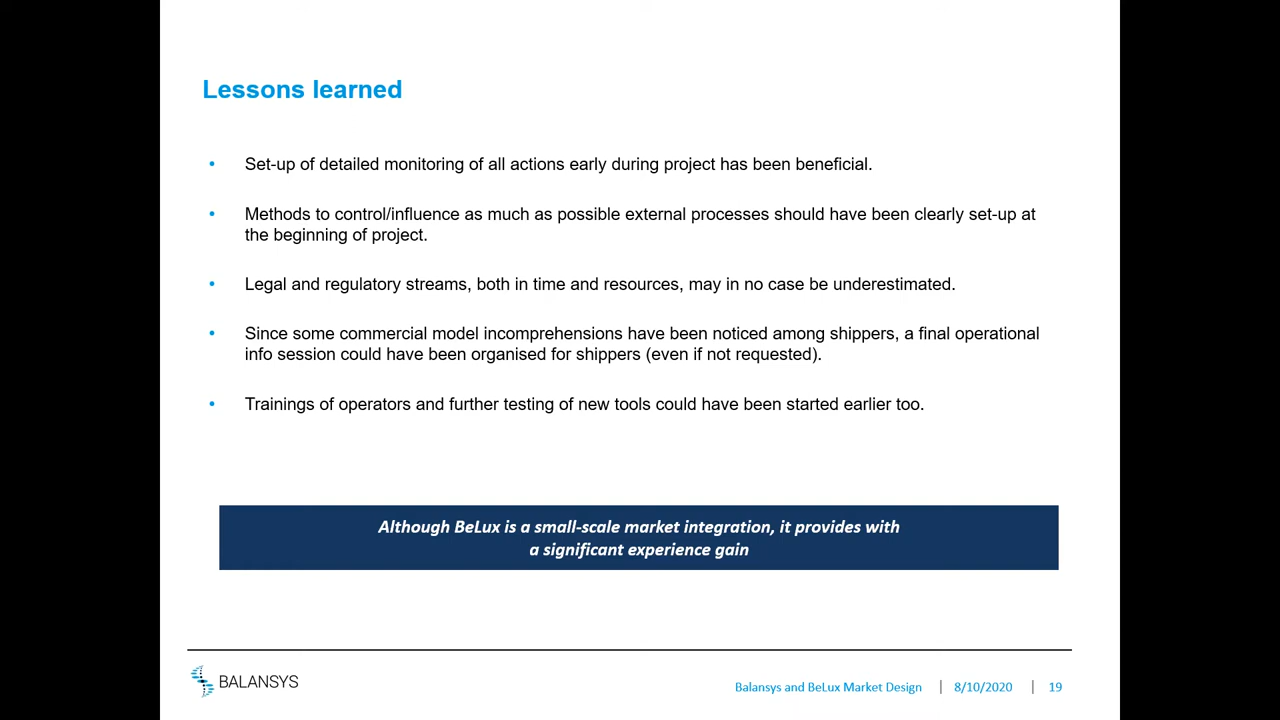 Lessons learned
• Set-up of detailed monitoring of all actions early during project has been beneficial.
• Methods to control/influence as much as possible external processes should have been clearly set-up at
the beginning of project.
• Legal and regulatory streams, both in time and resources, may in no case be underestimated.
• Since some commercial model incomprehensions have been noticed among shippers, a final operational
info session could have been organised for shippers (even if not requested).
• Trainings of operators and further testing of new tools could have been started earlier too.
Although BeLux is a small-scale market integration, it provides with
a significant experience gain
BALANSYS
Balansys and BeLux Market Design | 8/10/2020 | 19